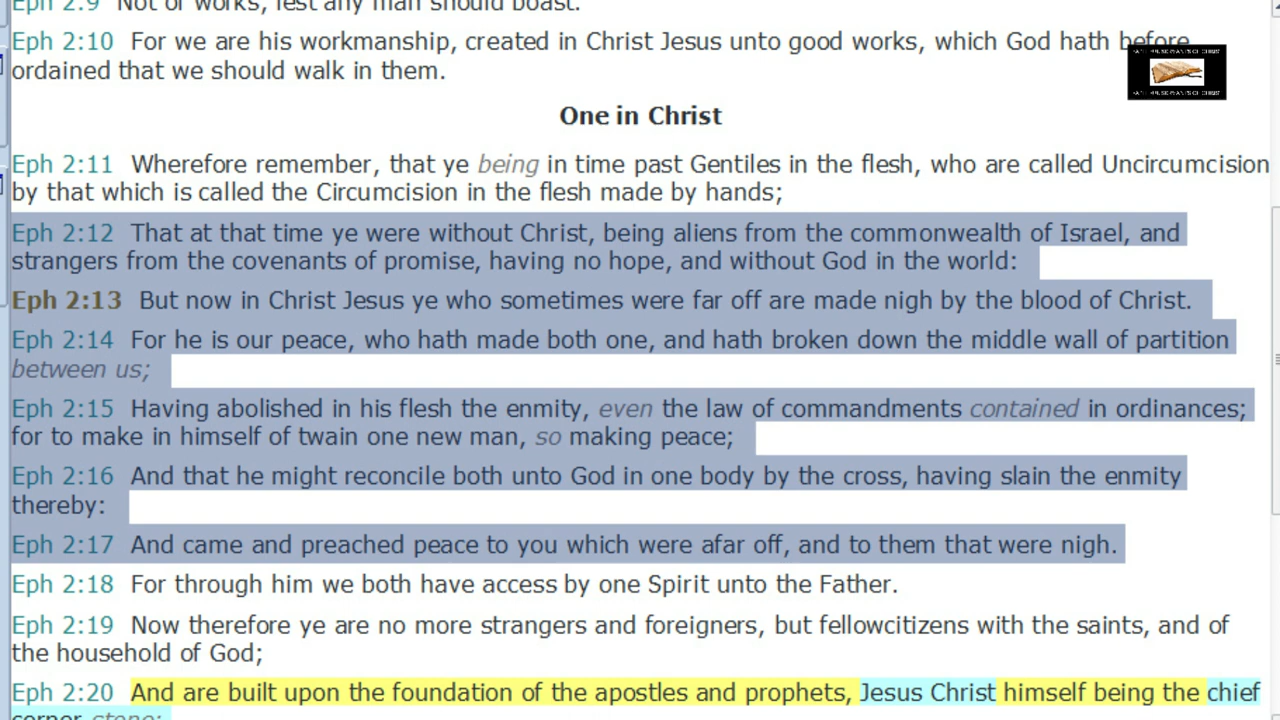 Eph 2:9 Not of works, lest any man should boast.
Eph 2:10 For we are his workmanship, created in Christ Jesus unto good works, which God hath before
ordained that we should walk in them.
One in Christ
Eph 2:11 Wherefore remember, that ye being in time past Gentiles in the flesh, who are called Uncircumcision
by that which is called the Circumcision in the flesh made by hands;
Eph 2:12 That at that time ye were without Christ, being aliens from the commonwealth of Israel, and
strangers from the covenants of promise, having no hope, and without God in the world:
Eph 2:13 But now in Christ Jesus ye who sometimes were far off are made nigh by the blood of Christ.
Eph 2:14 For he is our peace, who hath made both one, and hath broken down the middle wall of partition
between us;
Eph 2:15 Having abolished in his flesh the enmity, even the law of commandments contained in ordinances;
for to make in himself of twain one new man, so making peace;
Eph 2:16 And that he might reconcile both unto God in one body by the cross, having slain the enmity
thereby:
Eph 2:17 And came and preached peace to you which were afar off, and to them that were nigh.
Eph 2:18 For through him we both have access by one Spirit unto the Father.
Eph 2:19 Now therefore ye are no more strangers and foreigners, but fellowcitizens with the saints, and of
the household of God;
Eph 2:20 And are built upon the foundation of the apostles and prophets, Jesus Christ himself being the chief
corner stone;